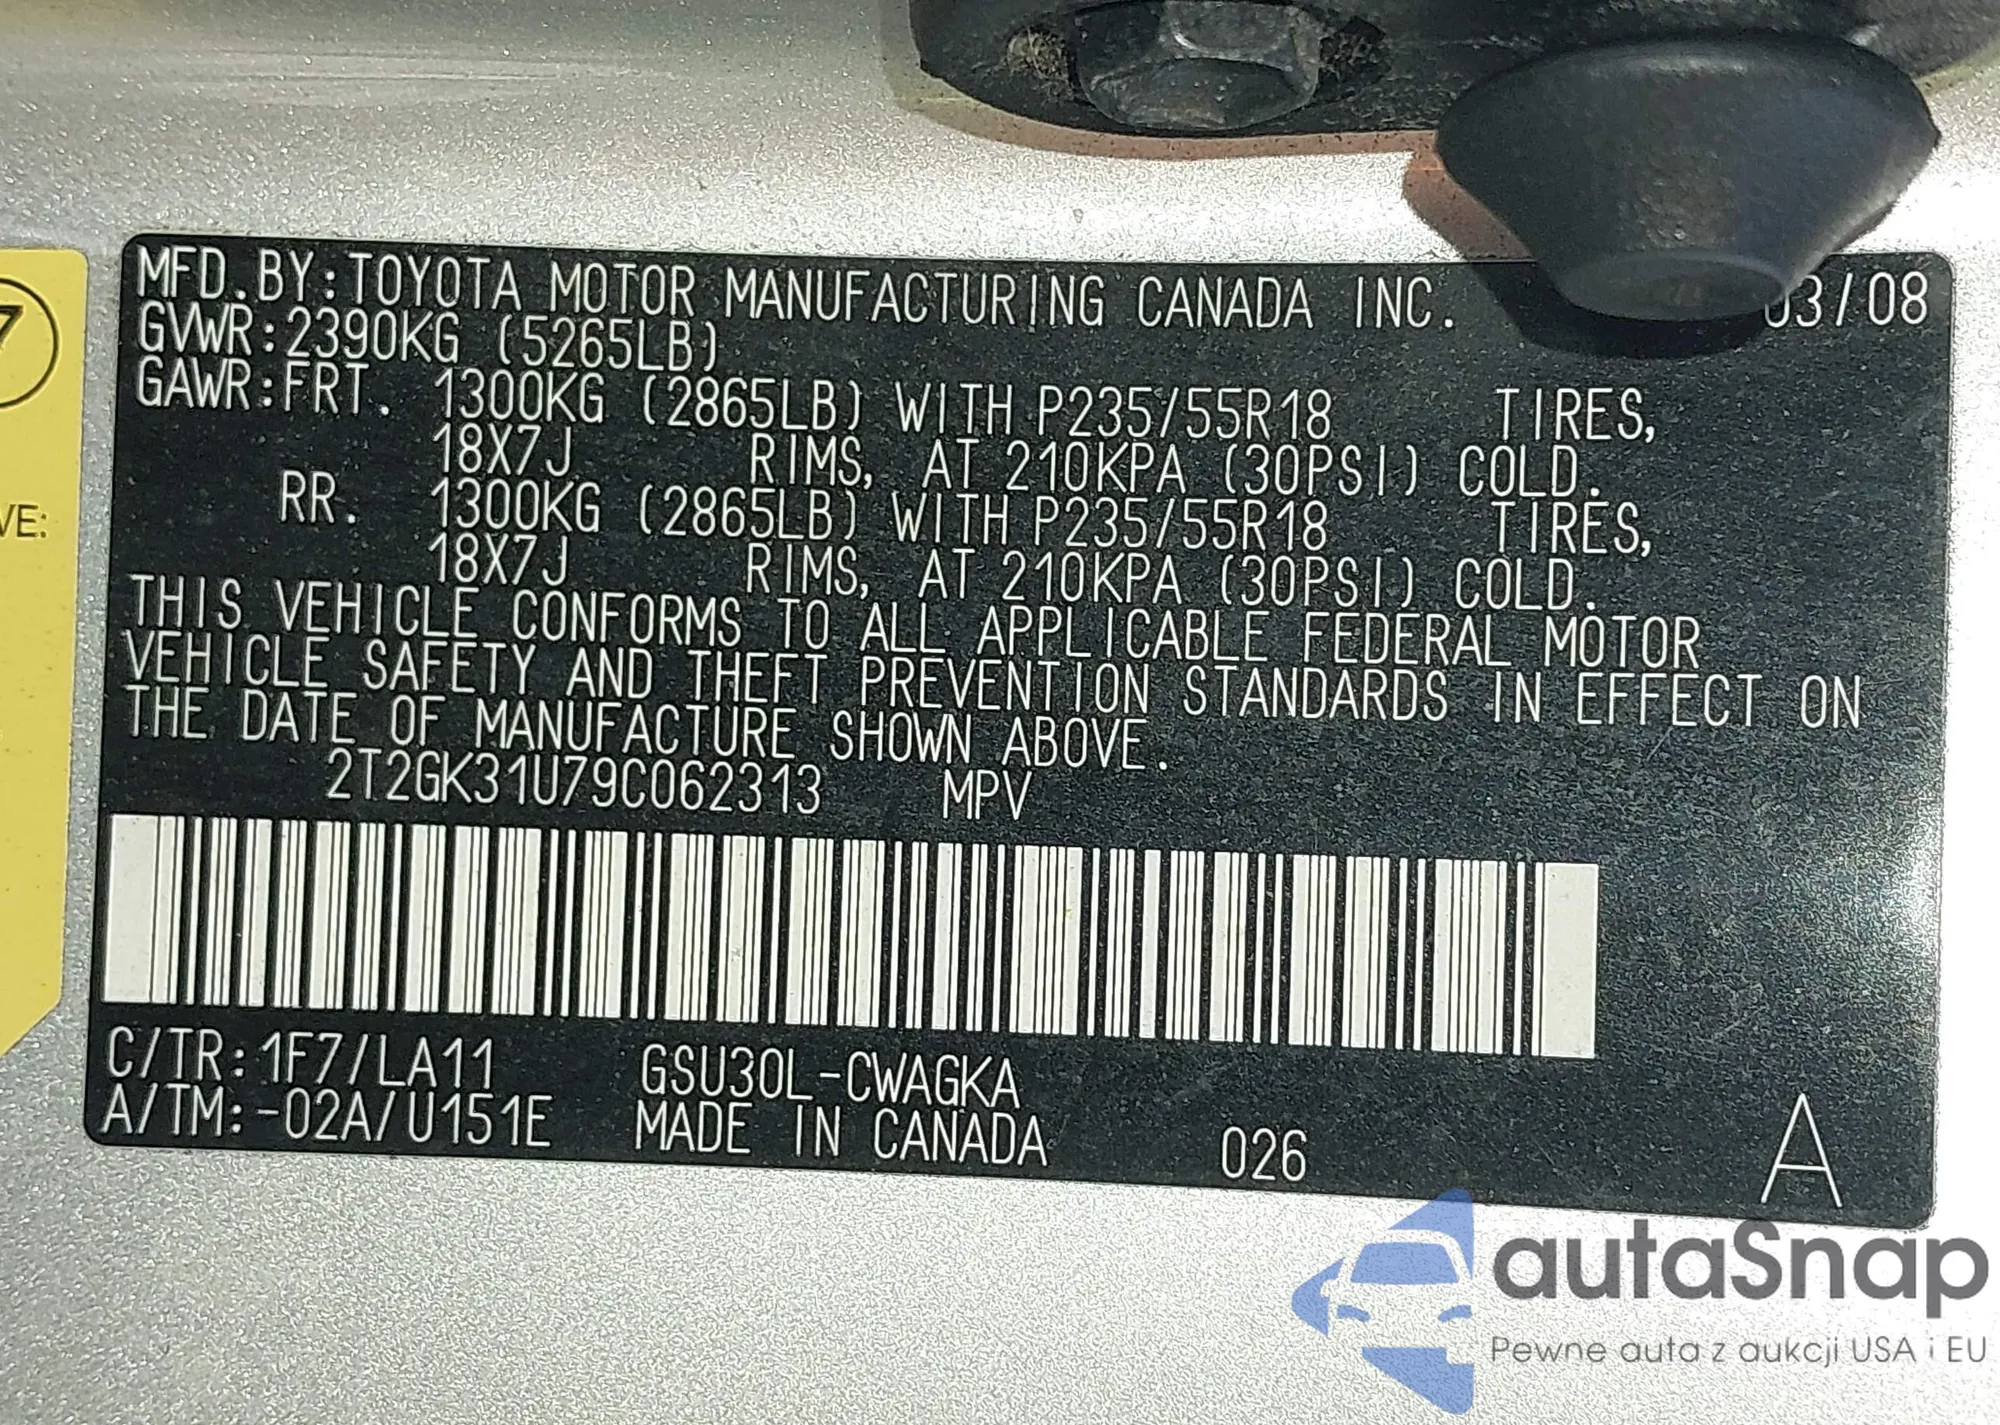 7
VE:
MFD.BY:TOYOTA MOTOR MANUFACTURING CANADA INC. 03/08
GVWR:2390KG (5265LB)
GAWR:FRT. 1300KG (2865LB) WITH P235/55R18 TIRES,
18X7J RIMS, AT 210KPA (30PSI) COLD.
RR. 1300KG (2865LB) WITH P235/55R18 TIRES,
18X7J RIMS, AT 210KPA (30PSI) COLD.
THIS VEHICLE CONFORMS TO ALL APPLICABLE FEDERAL MOTOR
VEHICLE SAFETY AND THEFT PREVENTION STANDARDS IN EFFECT ON
THE DATE OF MANUFACTURE SHOWN ABOVE.
2T2GK31U79C062313 MPV
C/TR:1F7/LA11 GSU30L-CWAGKA
A/TM:-02A/U151E MADE IN CANADA 026 A
autaSnap
Pewne auta z aukcji USA i EU